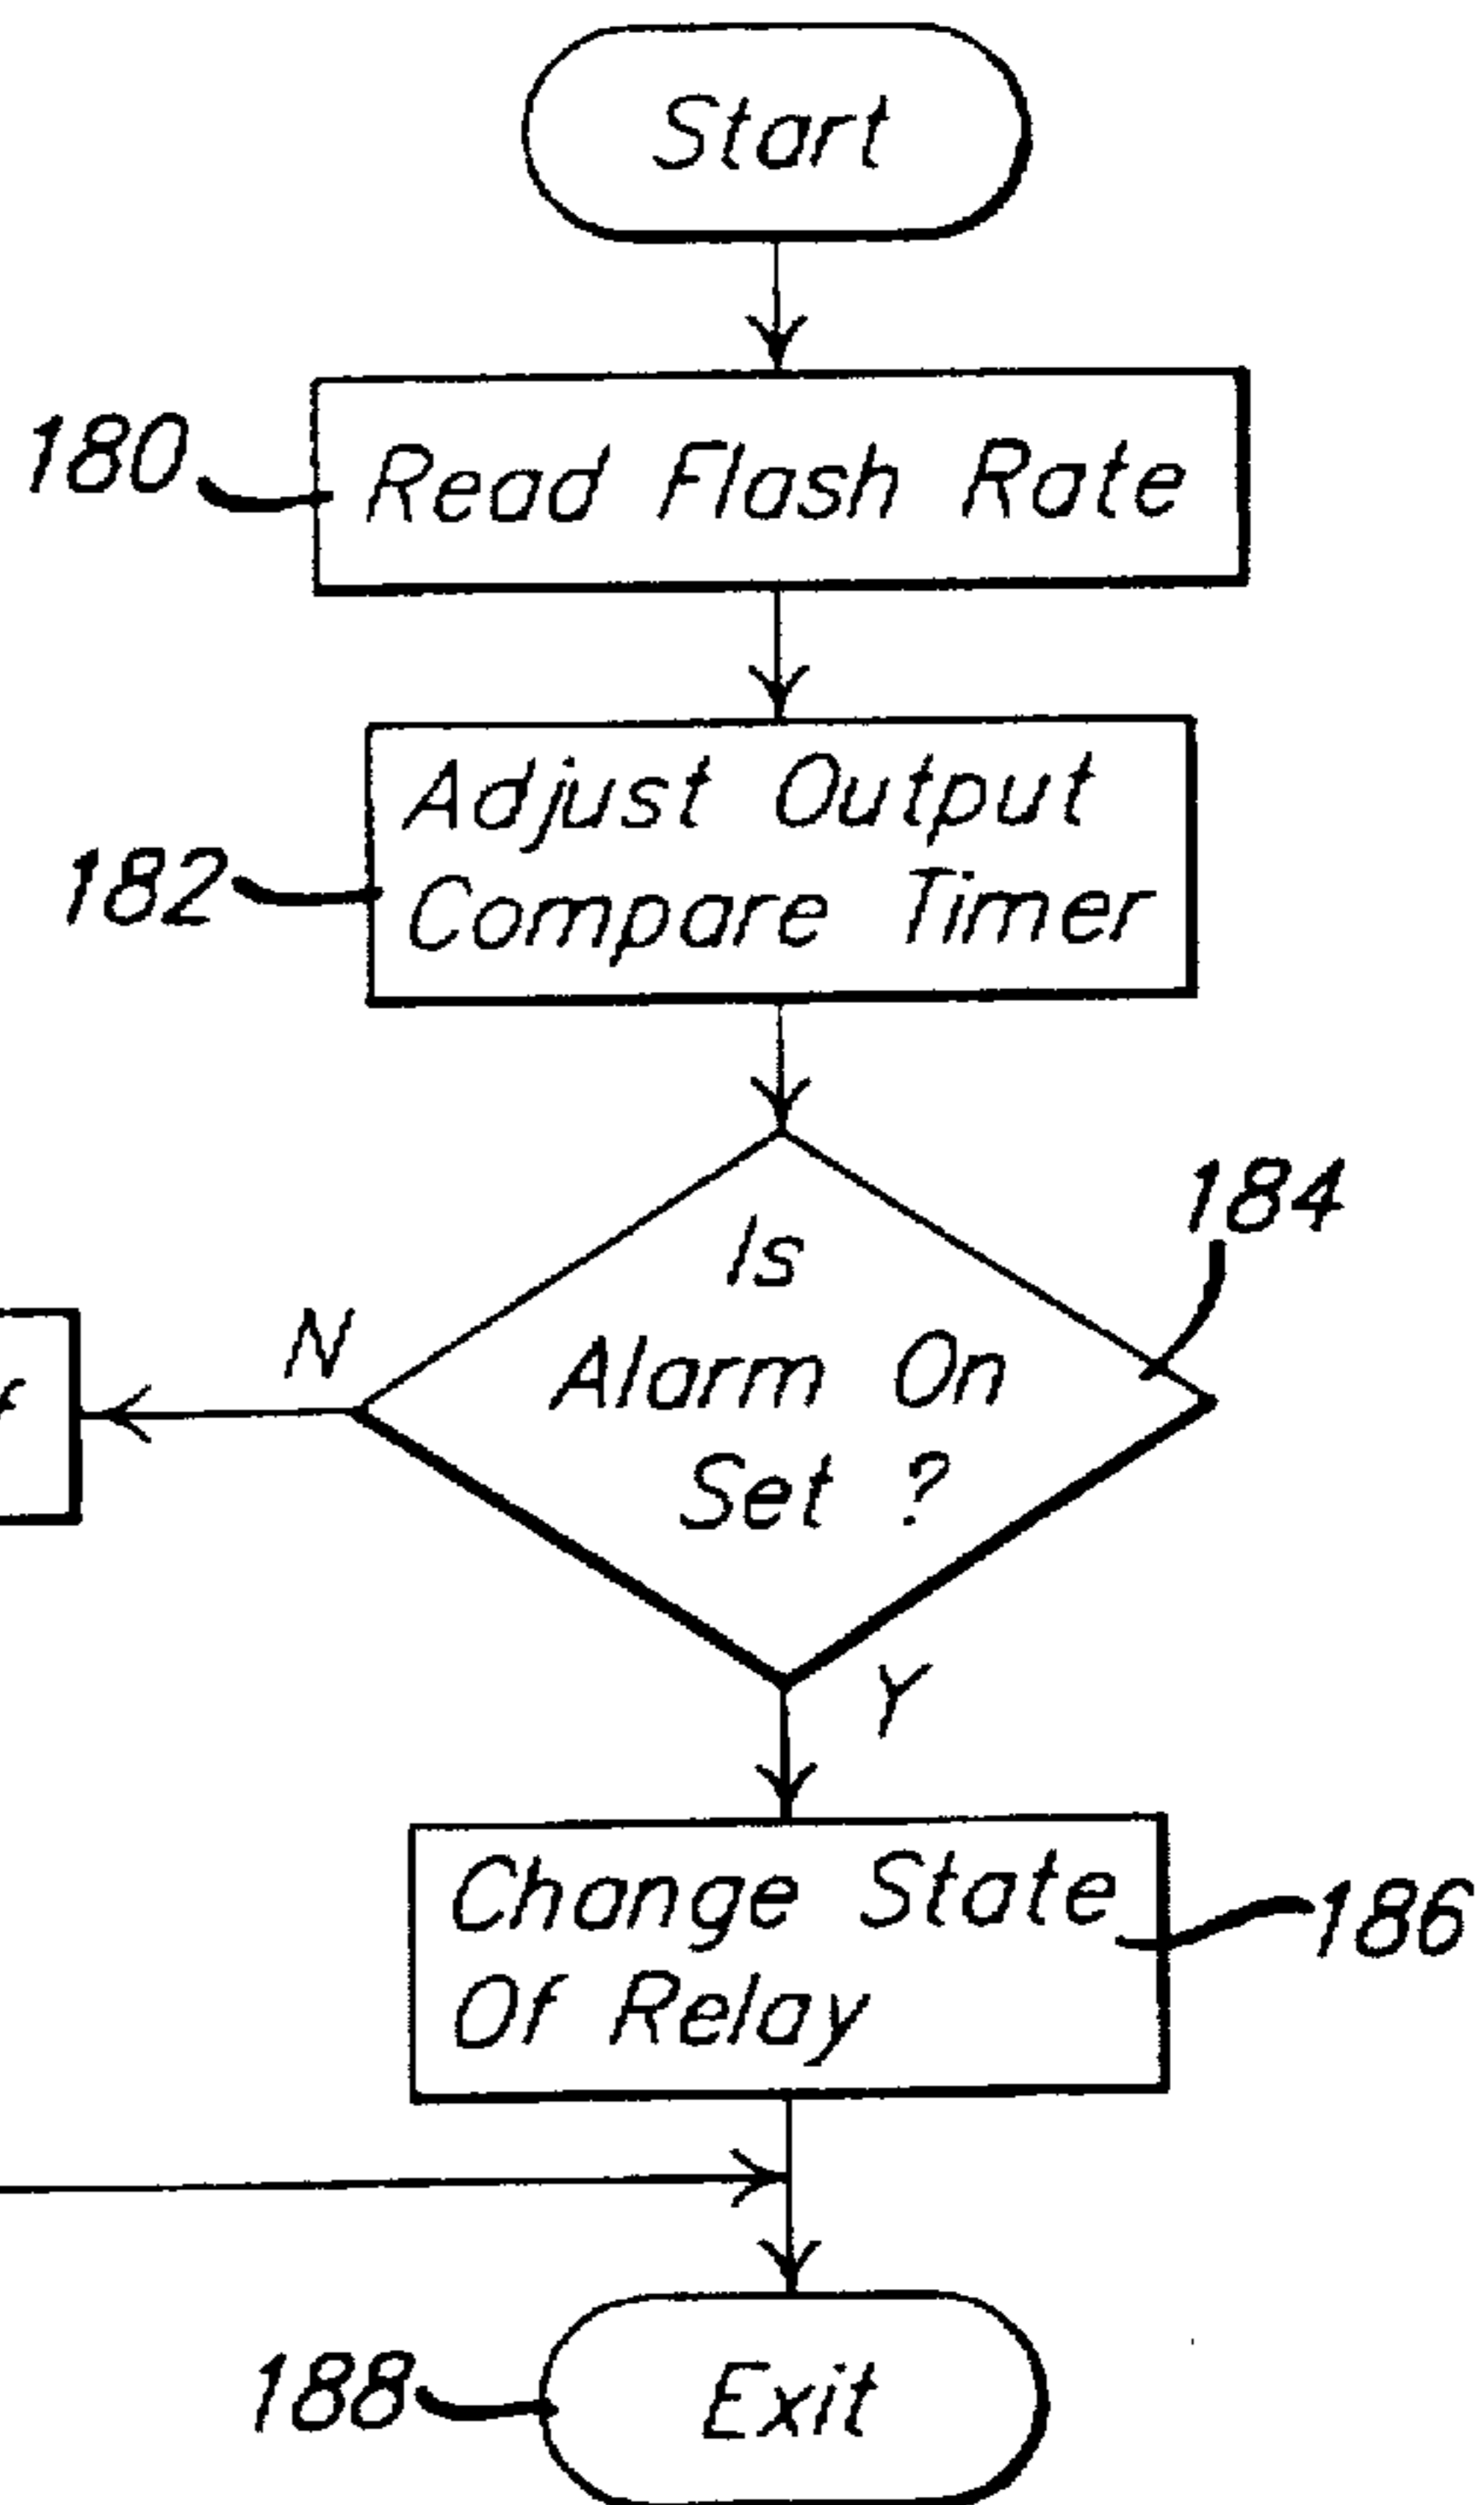 Start
180
Read Flash Rate
182
Adjust Output
Compare Timer
184
Is
Alarm On
Set ?
N
Y
Change State
Of Relay
186
188
Exit